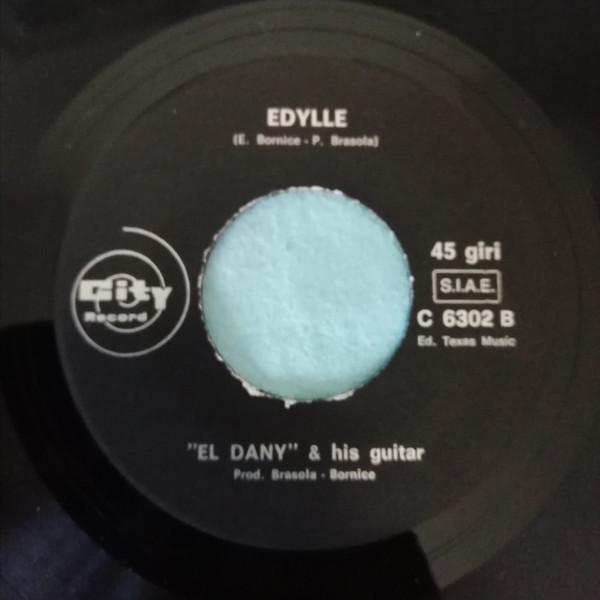 EDYLLE
(E. Bornice - P. Brasola)
City
Record
45 giri
S.I.A.E.
C 6302 B
Ed. Texas Music
"EL DANY" & his guitar
Prod. Brasola - Bornice